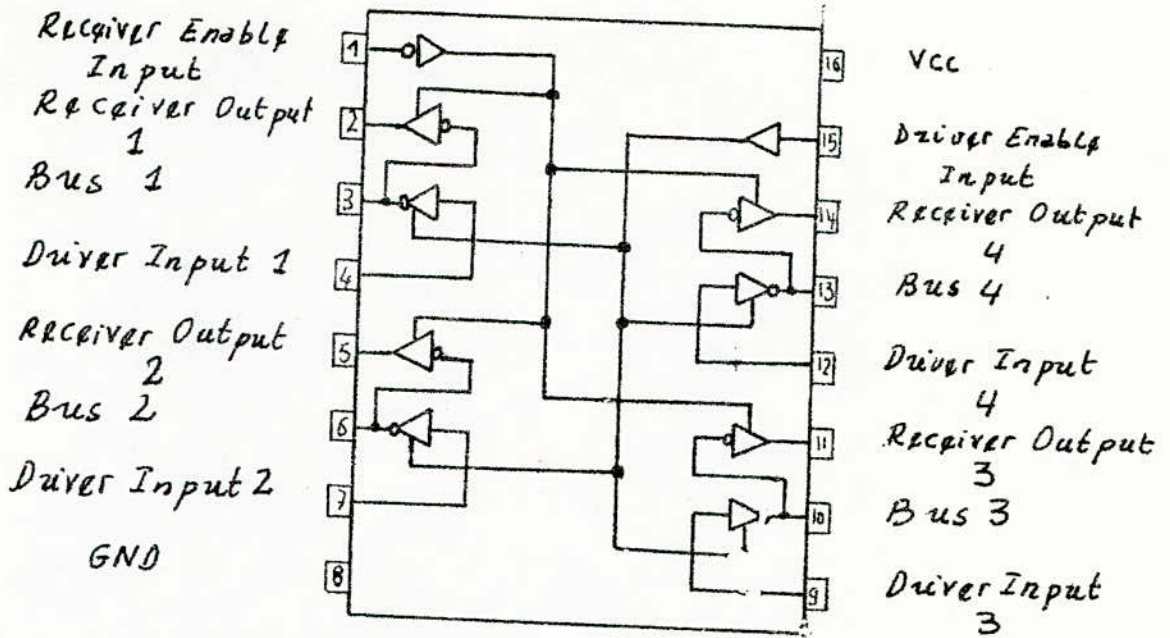 Receiver Enable
Input
Receiver Output
1
Bus 1
Driver Input 1
Receiver Output
2
Bus 2
Driver Input 2
GND
1
2
3
4
5
6
7
8
16
15
14
13
12
11
10
9
VCC
Driver Enable
Input
Receiver Output
4
Bus 4
Driver Input
4
Receiver Output
3
Bus 3
Driver Input
3